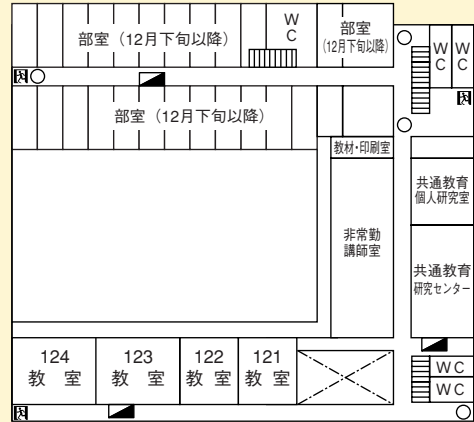 部室（12月下旬以降）
W
C
部室
（12月下旬以降）
W
C
W
C
部室（12月下旬以降）
教材・印刷室
共通教育
個人研究室
非常勤
講師室
共通教育
研究センター
124
教 室
123
教 室
122
教 室
121
教 室
WC
WC